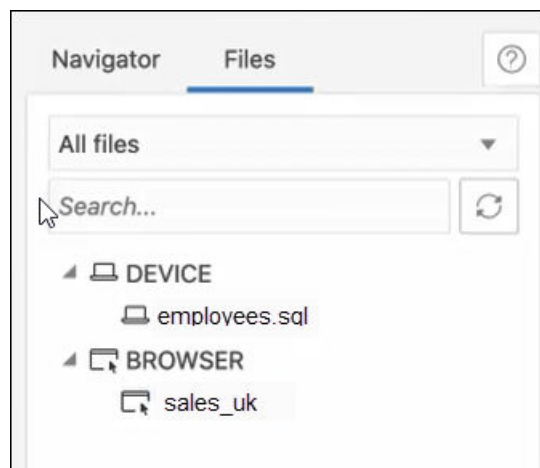 Navigator Files ?
All files
Search...
DEVICE
employees.sql
BROWSER
sales_uk